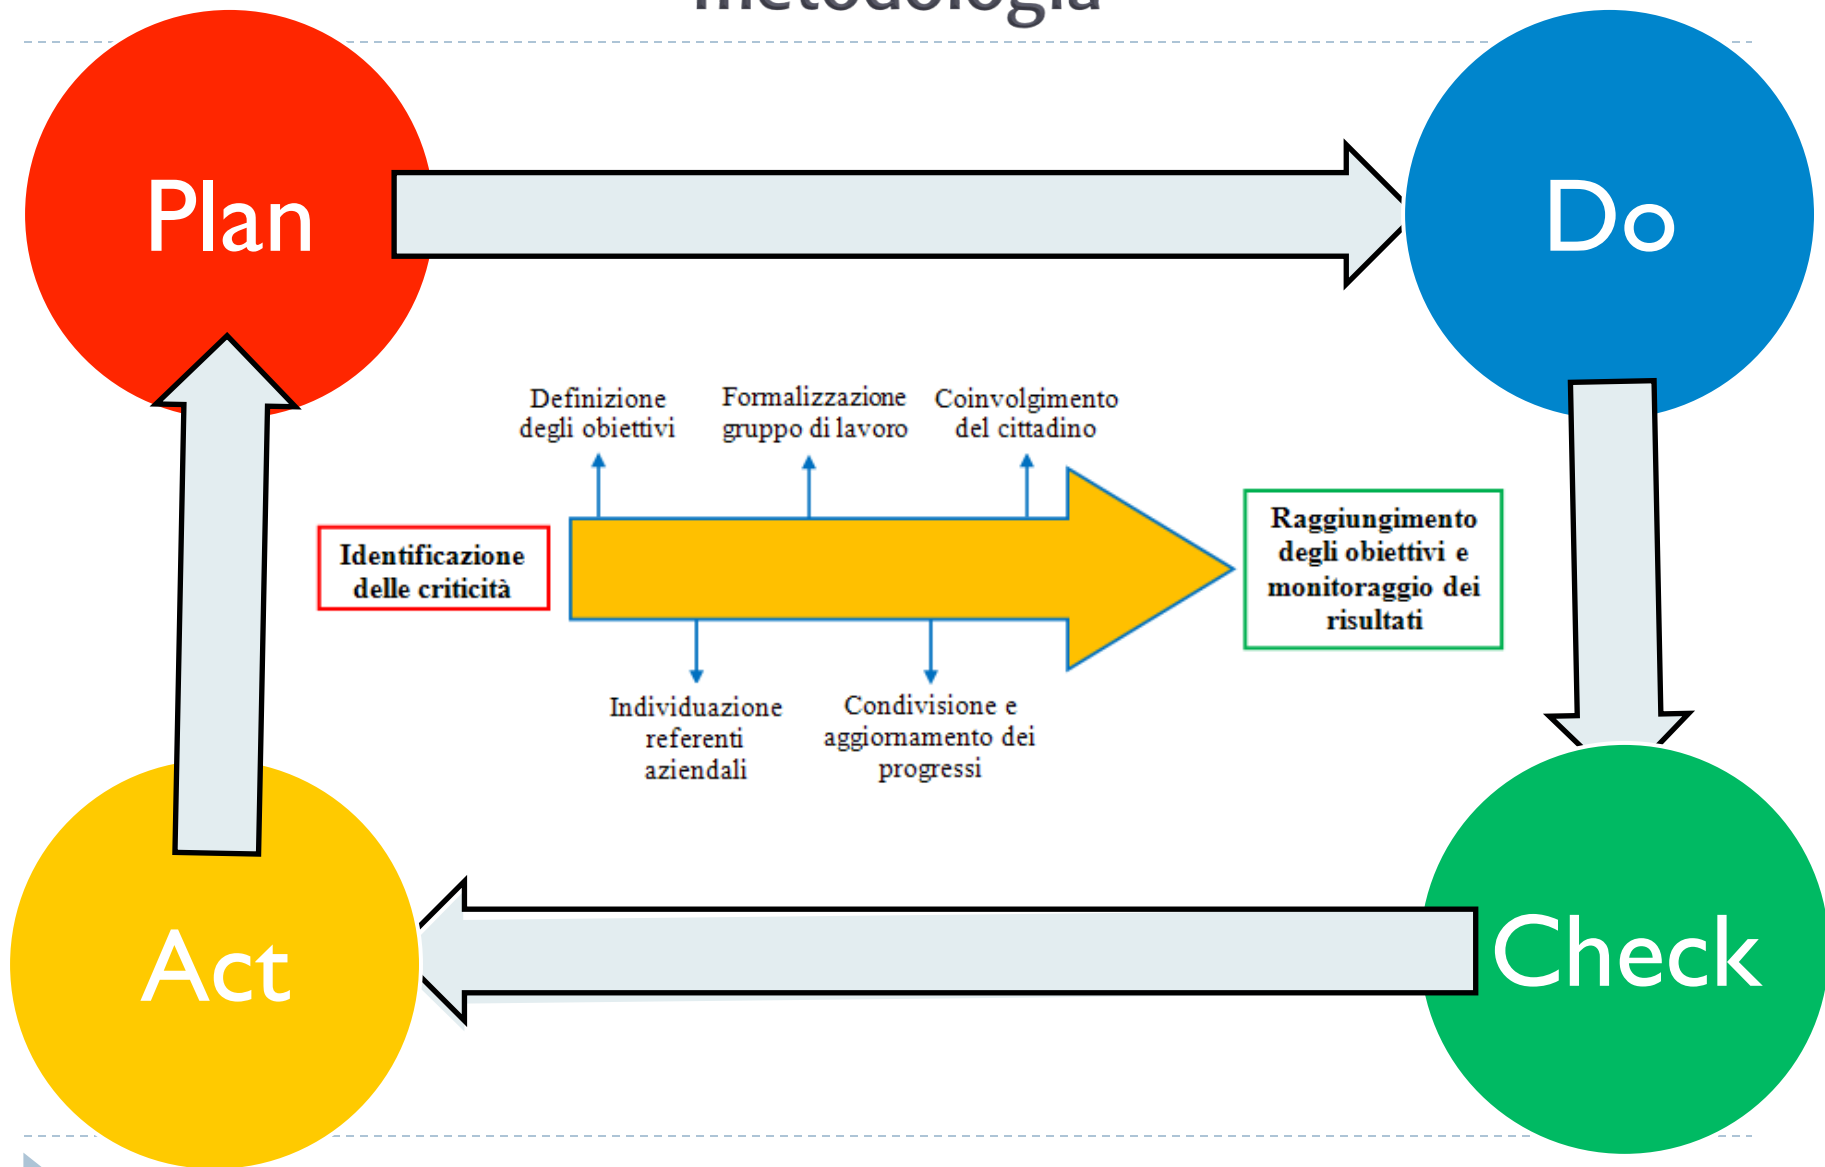 metodologia
Plan
Do
Definizione
degli obiettivi
Formalizzazione
gruppo di lavoro
Coinvolgimento
del cittadino
Identificazione
delle criticità
Raggiungimento
degli obiettivi e
monitoraggio dei
risultati
Individuazione
referenti
aziendali
Condivisione e
aggiornamento dei
progressi
Act
Check